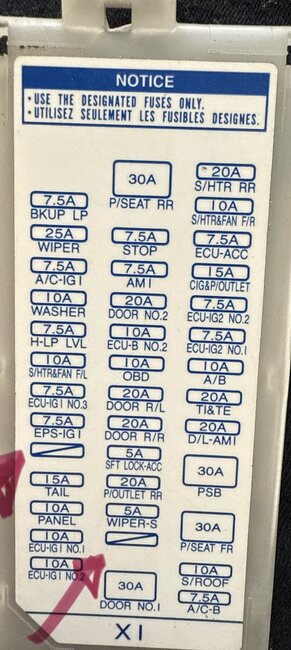 NOTICE
• USE THE DESIGNATED FUSES ONLY.
• UTILISEZ SEULEMENT LES FUSIBLES DESIGNES.
7.5A
BKUP LP
25A
WIPER
7.5A
A/C-IG1
10A
WASHER
7.5A
H-LP LVL
10A
S/HTR&FAN F/L
7.5A
ECU-IG1 NO.3
7.5A
EPS-IG1
15A
TAIL
10A
PANEL
10A
ECU-IG1 NO.1
10A
ECU-IG1 NO.2
30A
P/SEAT RR
7.5A
STOP
7.5A
AM1
20A
DOOR NO.2
10A
ECU-B NO.2
10A
OBD
20A
DOOR R/L
20A
DOOR R/R
5A
SFT LOCK-ACC
20A
P/OUTLET RR
5A
WIPER-S
30A
DOOR NO.1
20A
S/HTR RR
10A
S/HTR&FAN F/R
7.5A
ECU-ACC
15A
CIG&P/OUTLET
7.5A
ECU-IG2 NO.2
7.5A
ECU-IG2 NO.1
10A
A/B
20A
TI&TE
20A
D/L-AM1
30A
PSB
30A
P/SEAT FR
10A
S/ROOF
7.5A
A/C-B
X1